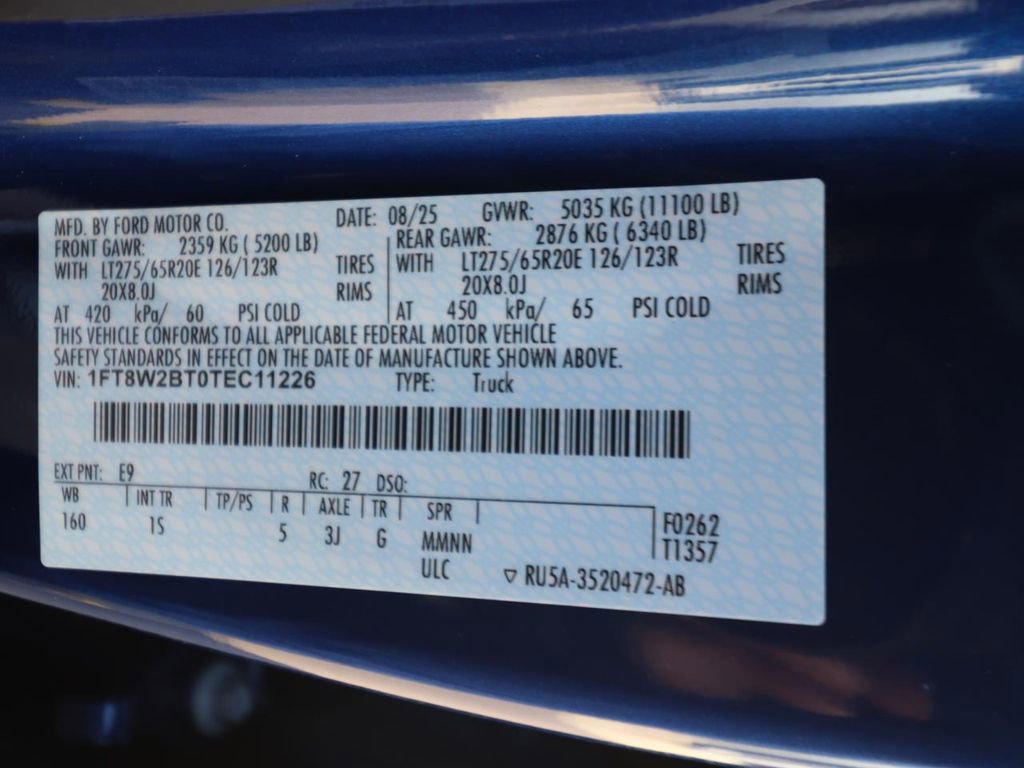 MFD. BY FORD MOTOR CO. DATE: 08/25 GVWR: 5035 KG (11100 LB)
FRONT GAWR: 2359 KG ( 5200 LB) REAR GAWR: 2876 KG ( 6340 LB)
WITH LT275/65R20E 126/123R TIRES WITH LT275/65R20E 126/123R TIRES
20X8.0J RIMS 20X8.0J RIMS
AT 420 kPa/ 60 PSI COLD AT 450 kPa/ 65 PSI COLD
THIS VEHICLE CONFORMS TO ALL APPLICABLE FEDERAL MOTOR VEHICLE
SAFETY STANDARDS IN EFFECT ON THE DATE OF MANUFACTURE SHOWN ABOVE.
VIN: 1FT8W2BT0TEC11226 TYPE: Truck
EXT PNT: E9 RC: 27 DSO:
WB INT TR TP/PS R AXLE TR SPR
160 1S 5 3J G MMNN F0262
ULC T1357
▽ RU5A-3520472-AB